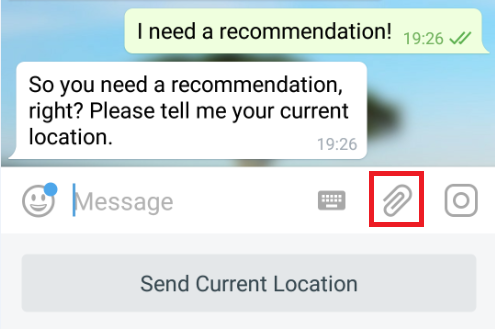 I need a recommendation!
19:26
So you need a recommendation,
right? Please tell me your current
location.
19:26
Message
Send Current Location